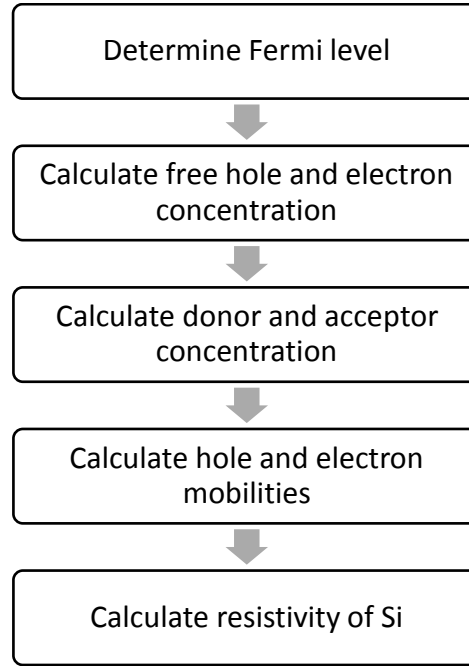 Determine Fermi level
Calculate free hole and electron
concentration
Calculate donor and acceptor
concentration
Calculate hole and electron
mobilities
Calculate resistivity of Si